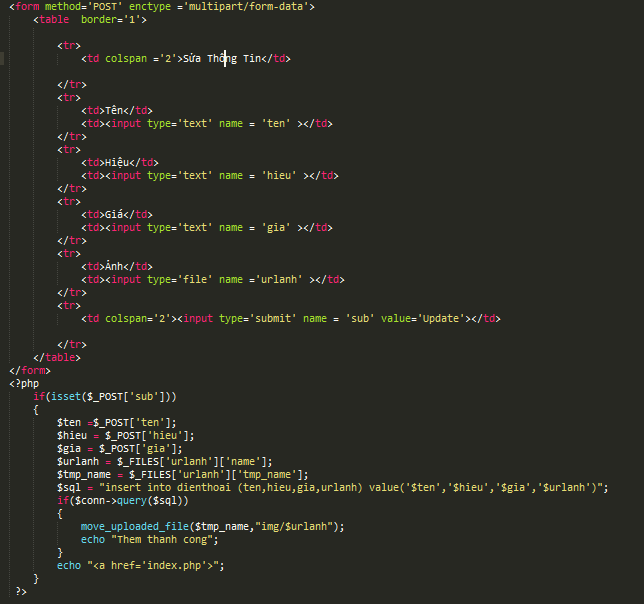 <form method='POST' enctype ='multipart/form-data'>
<table  border='1'>
<tr>
<td colspan ='2'>Sửa Thông Tin</td>
</tr>
<tr>
<td>Tên</td>
<td><input type='text' name = 'ten' ></td>
</tr>
<tr>
<td>Hiệu</td>
<td><input type='text' name = 'hieu' ></td>
</tr>
<tr>
<td>Giá</td>
<td><input type='text' name = 'gia' ></td>
</tr>
<tr>
<td>Ảnh</td>
<td><input type='file' name ='urlanh' ></td>
</tr>
<tr>
<td colspan='2'><input type='submit' name = 'sub' value='Update'></td>
</tr>
</table>
</form>
<?php
if(isset($_POST['sub']))
{
$ten =$_POST['ten'];
$hieu = $_POST['hieu'];
$gia = $_POST['gia'];
$urlanh = $_FILES['urlanh']['name'];
$tmp_name = $_FILES['urlanh']['tmp_name'];
$sql = "insert into dienthoai (ten,hieu,gia,urlanh) value('$ten','$hieu','$gia','$urlanh')";
if($conn->query($sql))
{
move_uploaded_file($tmp_name,"img/$urlanh");
echo "Them thanh cong";
}
echo "<a href='index.php'>";
}
?>